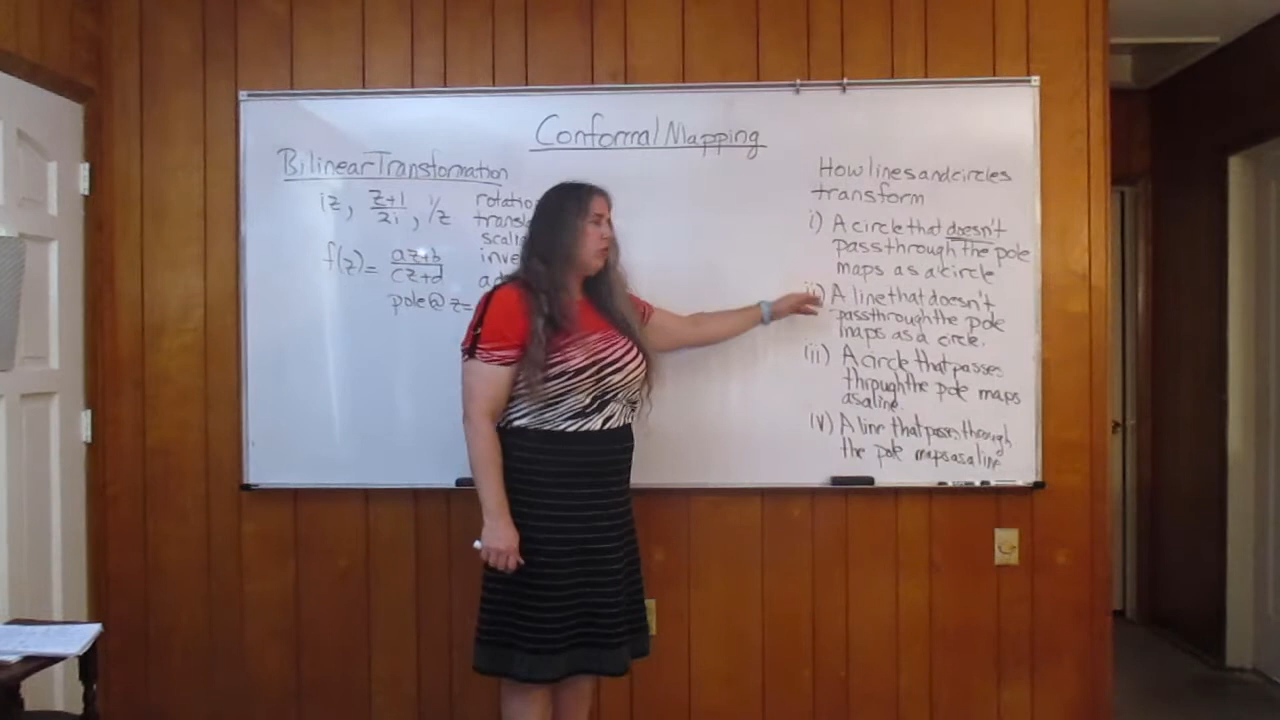 Conformal Mapping
Bilinear Transformation
iz, z+1/2i, 1/z
f(z)= az+b/cz+d
pole @ z=
How lines and circles
transform
i) A circle that doesn't
pass through the pole
maps as a circle
ii) A line that doesn't
pass through the pole
maps as a circle.
iii) A circle that passes
through the pole maps
as a line.
iv) A line that passes through
the pole maps as a line